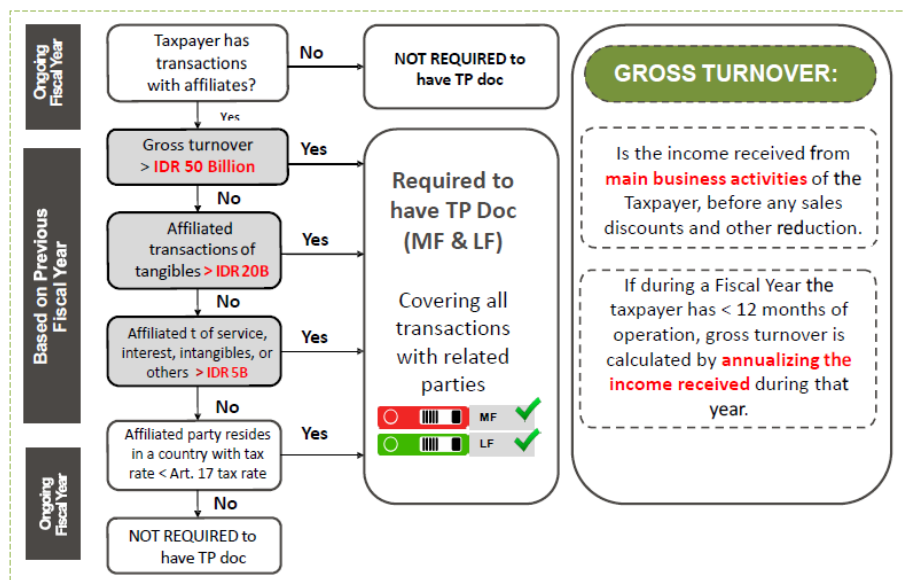 Ongoing
Fiscal Year
Taxpayer has
transactions
with affiliates?
No
NOT REQUIRED to
have TP doc
Yes
Based on Previous
Fiscal Year
Gross turnover
> IDR 50 Billion
Yes
No
Affiliated
transactions of
tangibles > IDR 20B
Yes
No
Affiliated t of service,
interest, intangibles, or
others > IDR 5B
Yes
No
Required to
have TP Doc
(MF & LF)
Covering all
transactions
with related
parties
MF
LF
Ongoing
Fiscal Year
Affiliated party resides
in a country with tax
rate < Art. 17 tax rate
Yes
No
NOT REQUIRED to
have TP doc
GROSS TURNOVER:
Is the income received from
main business activities of the
Taxpayer, before any sales
discounts and other reduction.
If during a Fiscal Year the
taxpayer has < 12 months of
operation, gross turnover is
calculated by annualizing the
income received during that
year.